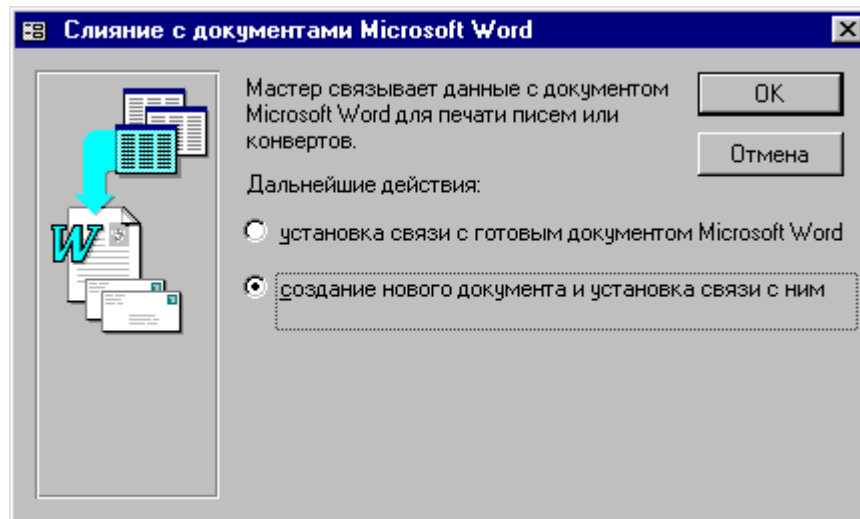 Слияние с документами Microsoft Word
Мастер связывает данные с документом
Microsoft Word для печати писем или
конвертов.
OK
Отмена
Дальнейшие действия:
установка связи с готовым документом Microsoft Word
создание нового документа и установка связи с ним
W